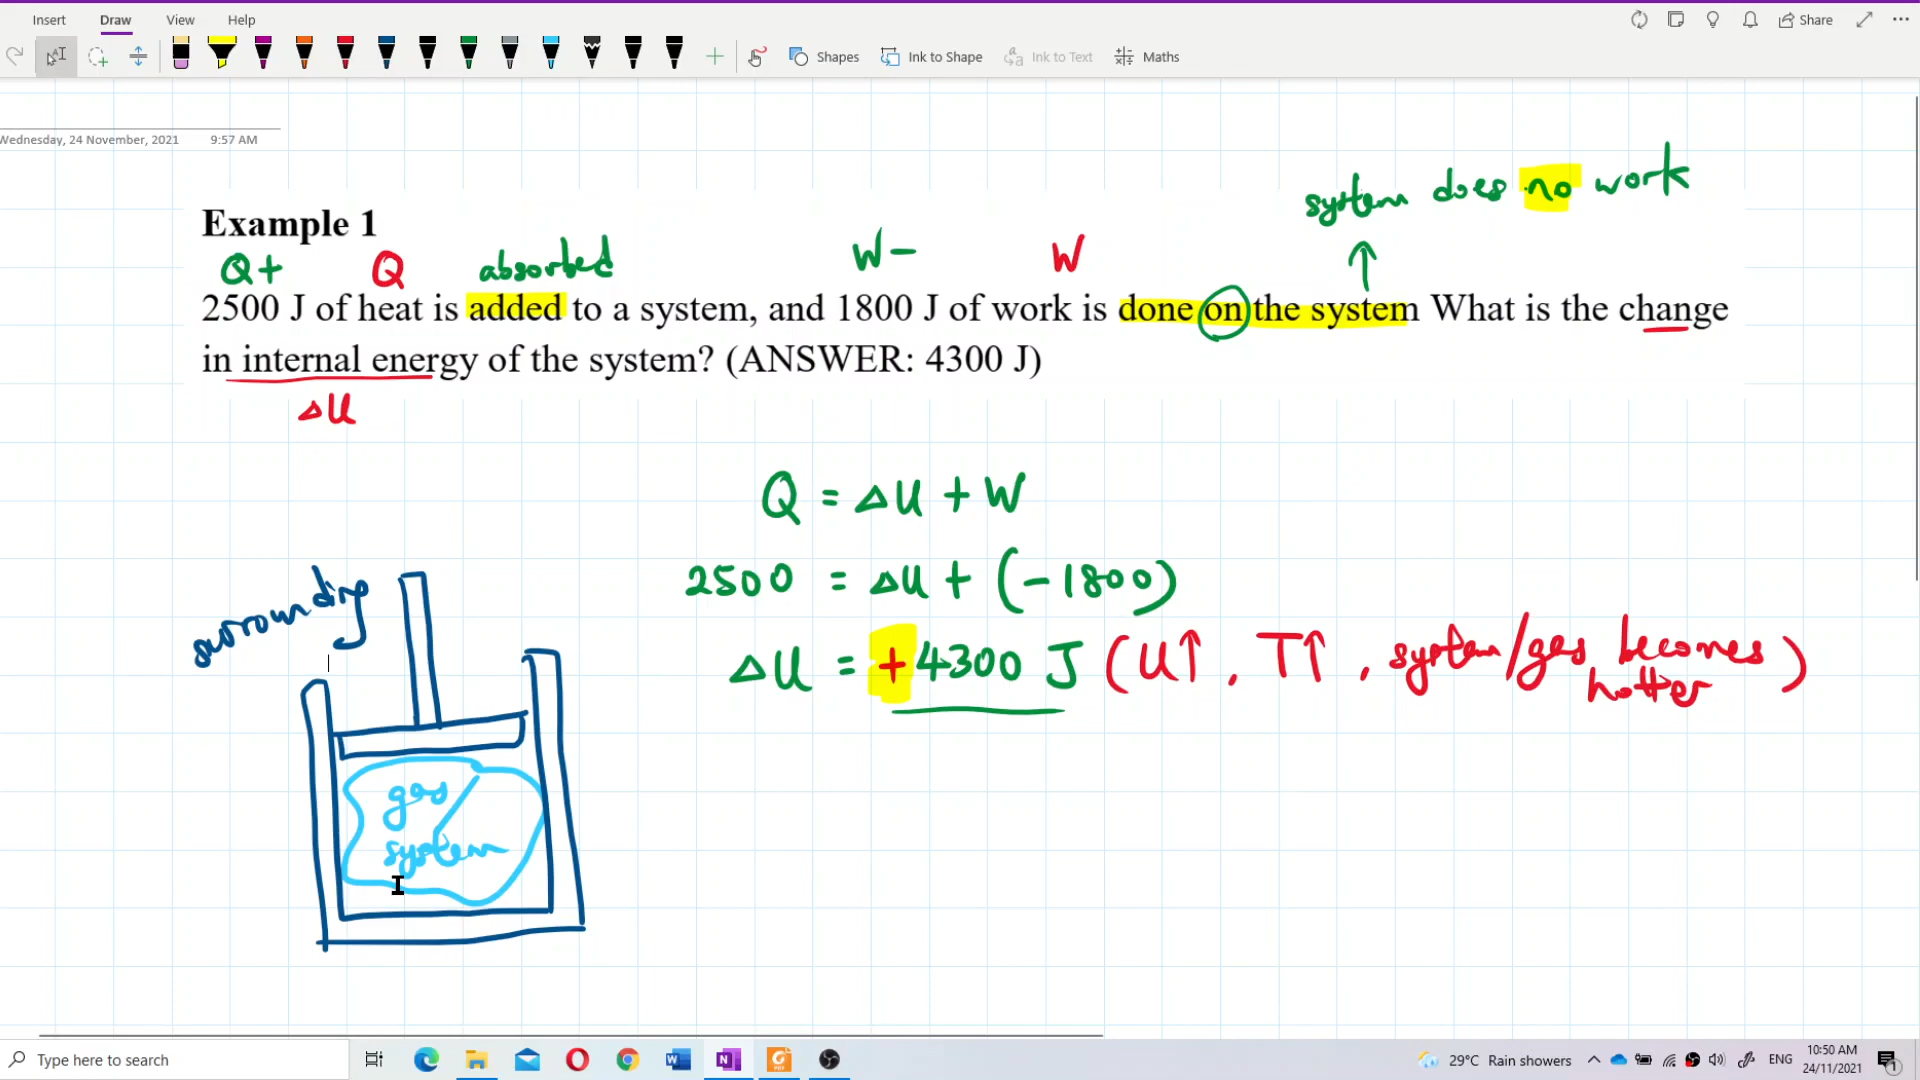 Insert Draw View Help
Share
Shapes Ink to Shape Ink to Text Maths
Wednesday, 24 November, 2021 9:57 AM
system does no work
Example 1
Q+ Q absorbed W- W ↑
2500 J of heat is added to a system, and 1800 J of work is done on the system What is the change
in internal energy of the system? (ANSWER: 4300 J)
ΔU
Q = ΔU + W
2500 = ΔU + (-1800)
ΔU = +4300 J (U↑, T↑, system/gas becomes hotter)
surrounding
gas
system
Type here to search
29°C Rain showers ENG 10:50 AM
24/11/2021 1